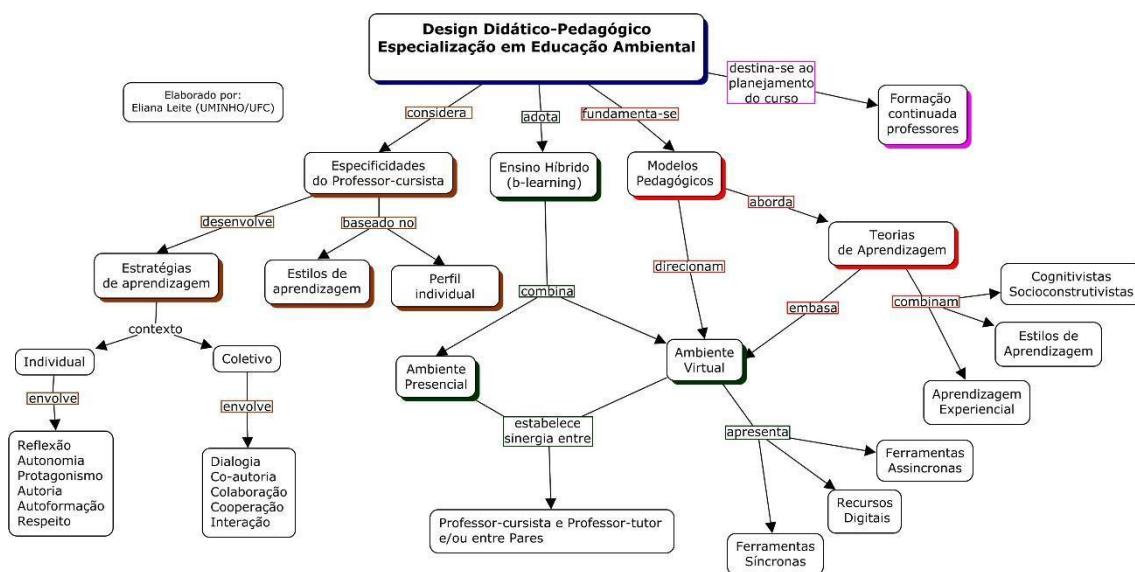 Design Didático-Pedagógico
Especialização em Educação Ambiental
Elaborado por:
Eliana Leite (UMINHO/UFC)
destina-se ao
planejamento
do curso
Formação
continuada
professores
considera
adota
fundamenta-se
Especificidades
do Professor-cursista
Ensino Híbrido
(b-learning)
Modelos
Pedagógicos
desenvolve
baseado no
aborda
Teorias
de Aprendizagem
Estratégias
de aprendizagem
Estilos de
aprendizagem
Perfil
individual
direcionam
combina
embasa
combinam
Cognitivistas
Socioconstrutivistas
Estilos de
Aprendizagem
Aprendizagem
Experiencial
contexto
Individual
Coletivo
Ambiente
Presencial
Ambiente
Virtual
envolve
envolve
estabelece
sinergia entre
apresenta
Reflexão
Autonomia
Protagonismo
Autoria
Autoformação
Respeito
Dialogia
Co-autoria
Colaboração
Cooperação
Interação
Ferramentas
Assincronas
Recursos
Digitais
Ferramentas
Síncronas
Professor-cursista e Professor-tutor
e/ou entre Pares